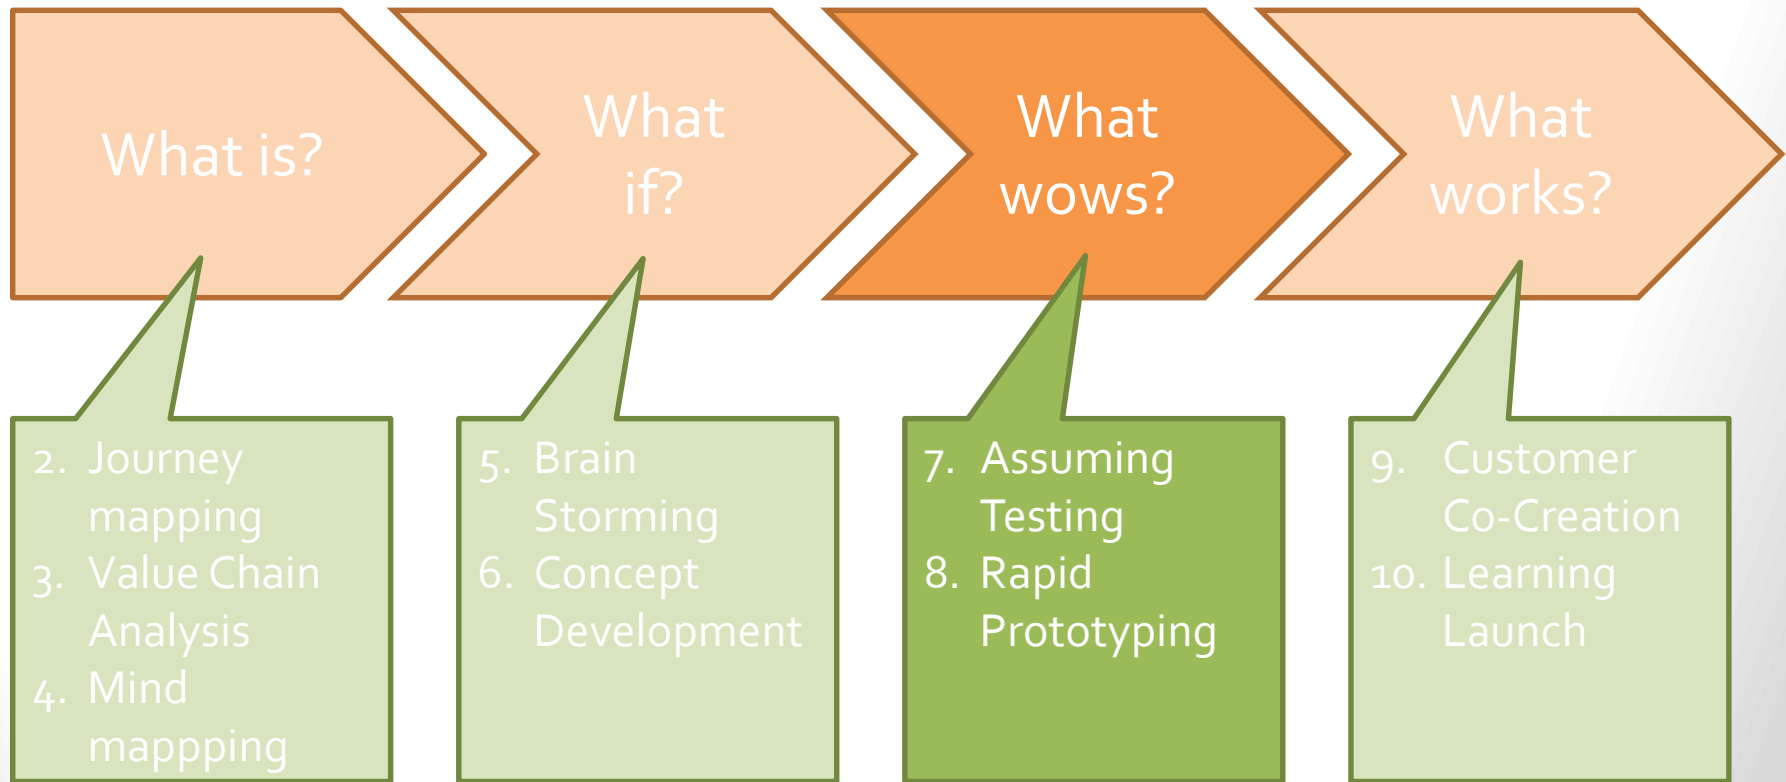 What is?
What
if?
What
wows?
What
works?
2. Journey
mapping
3. Value Chain
Analysis
4. Mind
mappping
5. Brain
Storming
6. Concept
Development
7. Assuming
Testing
8. Rapid
Prototyping
9. Customer
Co-Creation
10. Learning
Launch